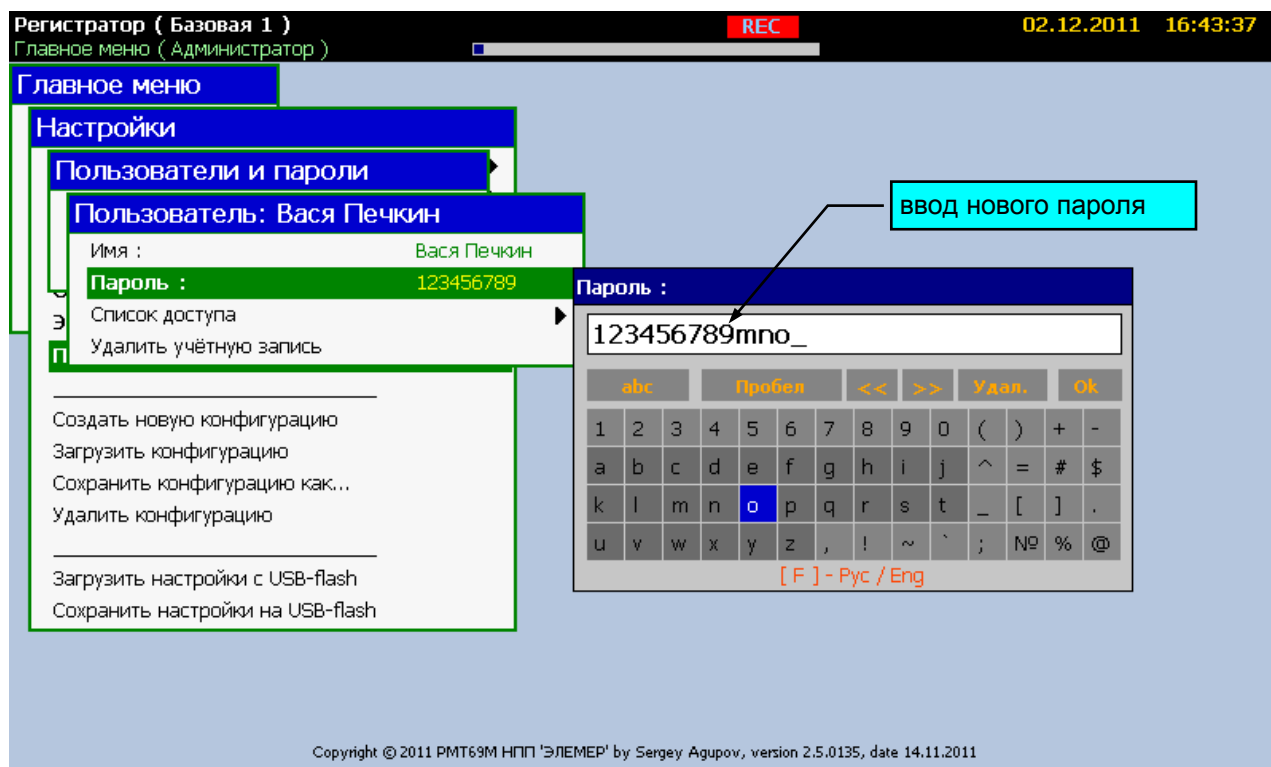 Регистратор ( Базовая 1 )
REC
02.12.2011 16:43:37
Главное меню ( Администратор )
Главное меню
Настройки
Пользователи и пароли
Пользователь: Вася Печкин
Имя : Вася Печкин
Пароль : 123456789
Список доступа
Удалить учётную запись
Создать новую конфигурацию
Загрузить конфигурацию
Сохранить конфигурацию как...
Удалить конфигурацию
Загрузить настройки с USB-flash
Сохранить настройки на USB-flash
ввод нового пароля
Пароль :
123456789mno_
abc Пробел << >> Удал. Ok
1 2 3 4 5 6 7 8 9 0 ( ) + -
a b c d e f g h i j ^ = # $
k l m n o p q r s t _ [ ] .
u v w x y z , ! ~ ` ; № % @
[ F ] - Рус / Eng
Copyright © 2011 РМТ69М НПП 'ЭЛЕМЕР' by Sergey Agupov, version 2.5.0135, date 14.11.2011